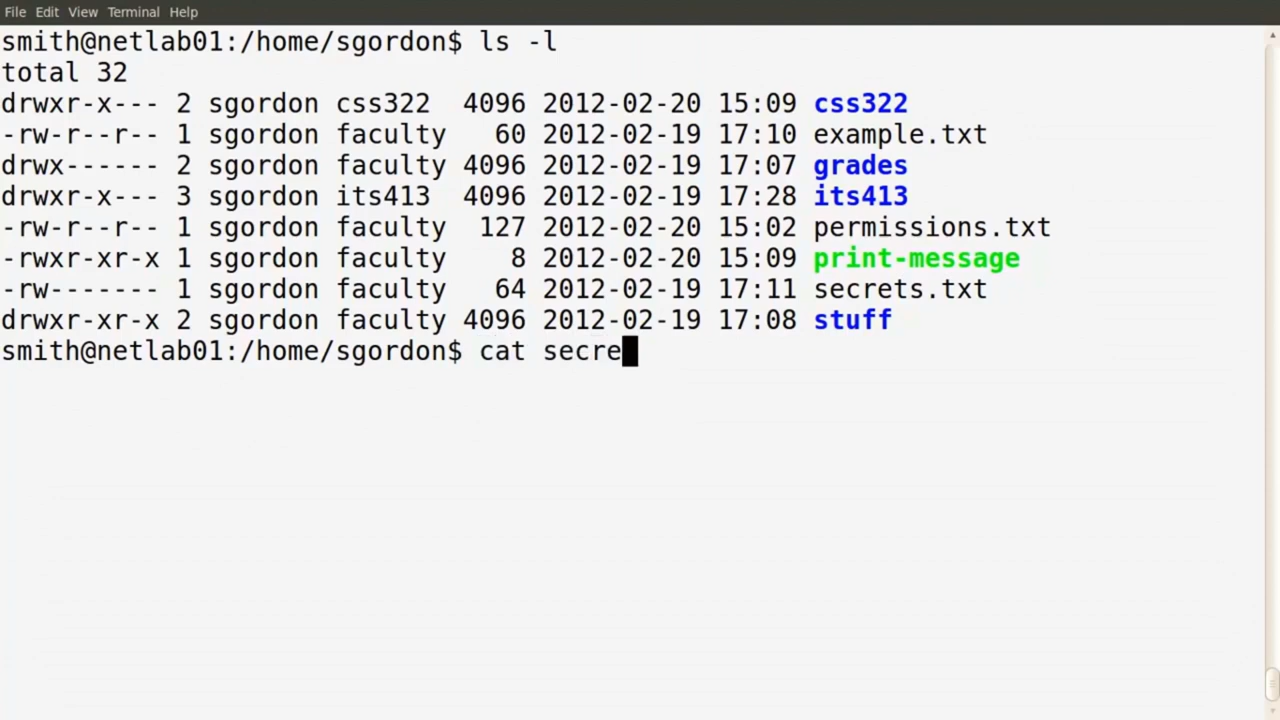 File Edit View Terminal Help
smith@netlab01:/home/sgordon$ ls -l
total 32
drwxr-x--- 2 sgordon css322  4096 2012-02-20 15:09 css322
-rw-r--r-- 1 sgordon faculty   60 2012-02-19 17:10 example.txt
drwx------ 2 sgordon faculty 4096 2012-02-19 17:07 grades
drwxr-x--- 3 sgordon its413  4096 2012-02-19 17:28 its413
-rw-r--r-- 1 sgordon faculty  127 2012-02-20 15:02 permissions.txt
-rwxr-xr-x 1 sgordon faculty    8 2012-02-20 15:09 print-message
-rw------- 1 sgordon faculty   64 2012-02-19 17:11 secrets.txt
drwxr-xr-x 2 sgordon faculty 4096 2012-02-19 17:08 stuff
smith@netlab01:/home/sgordon$ cat secre